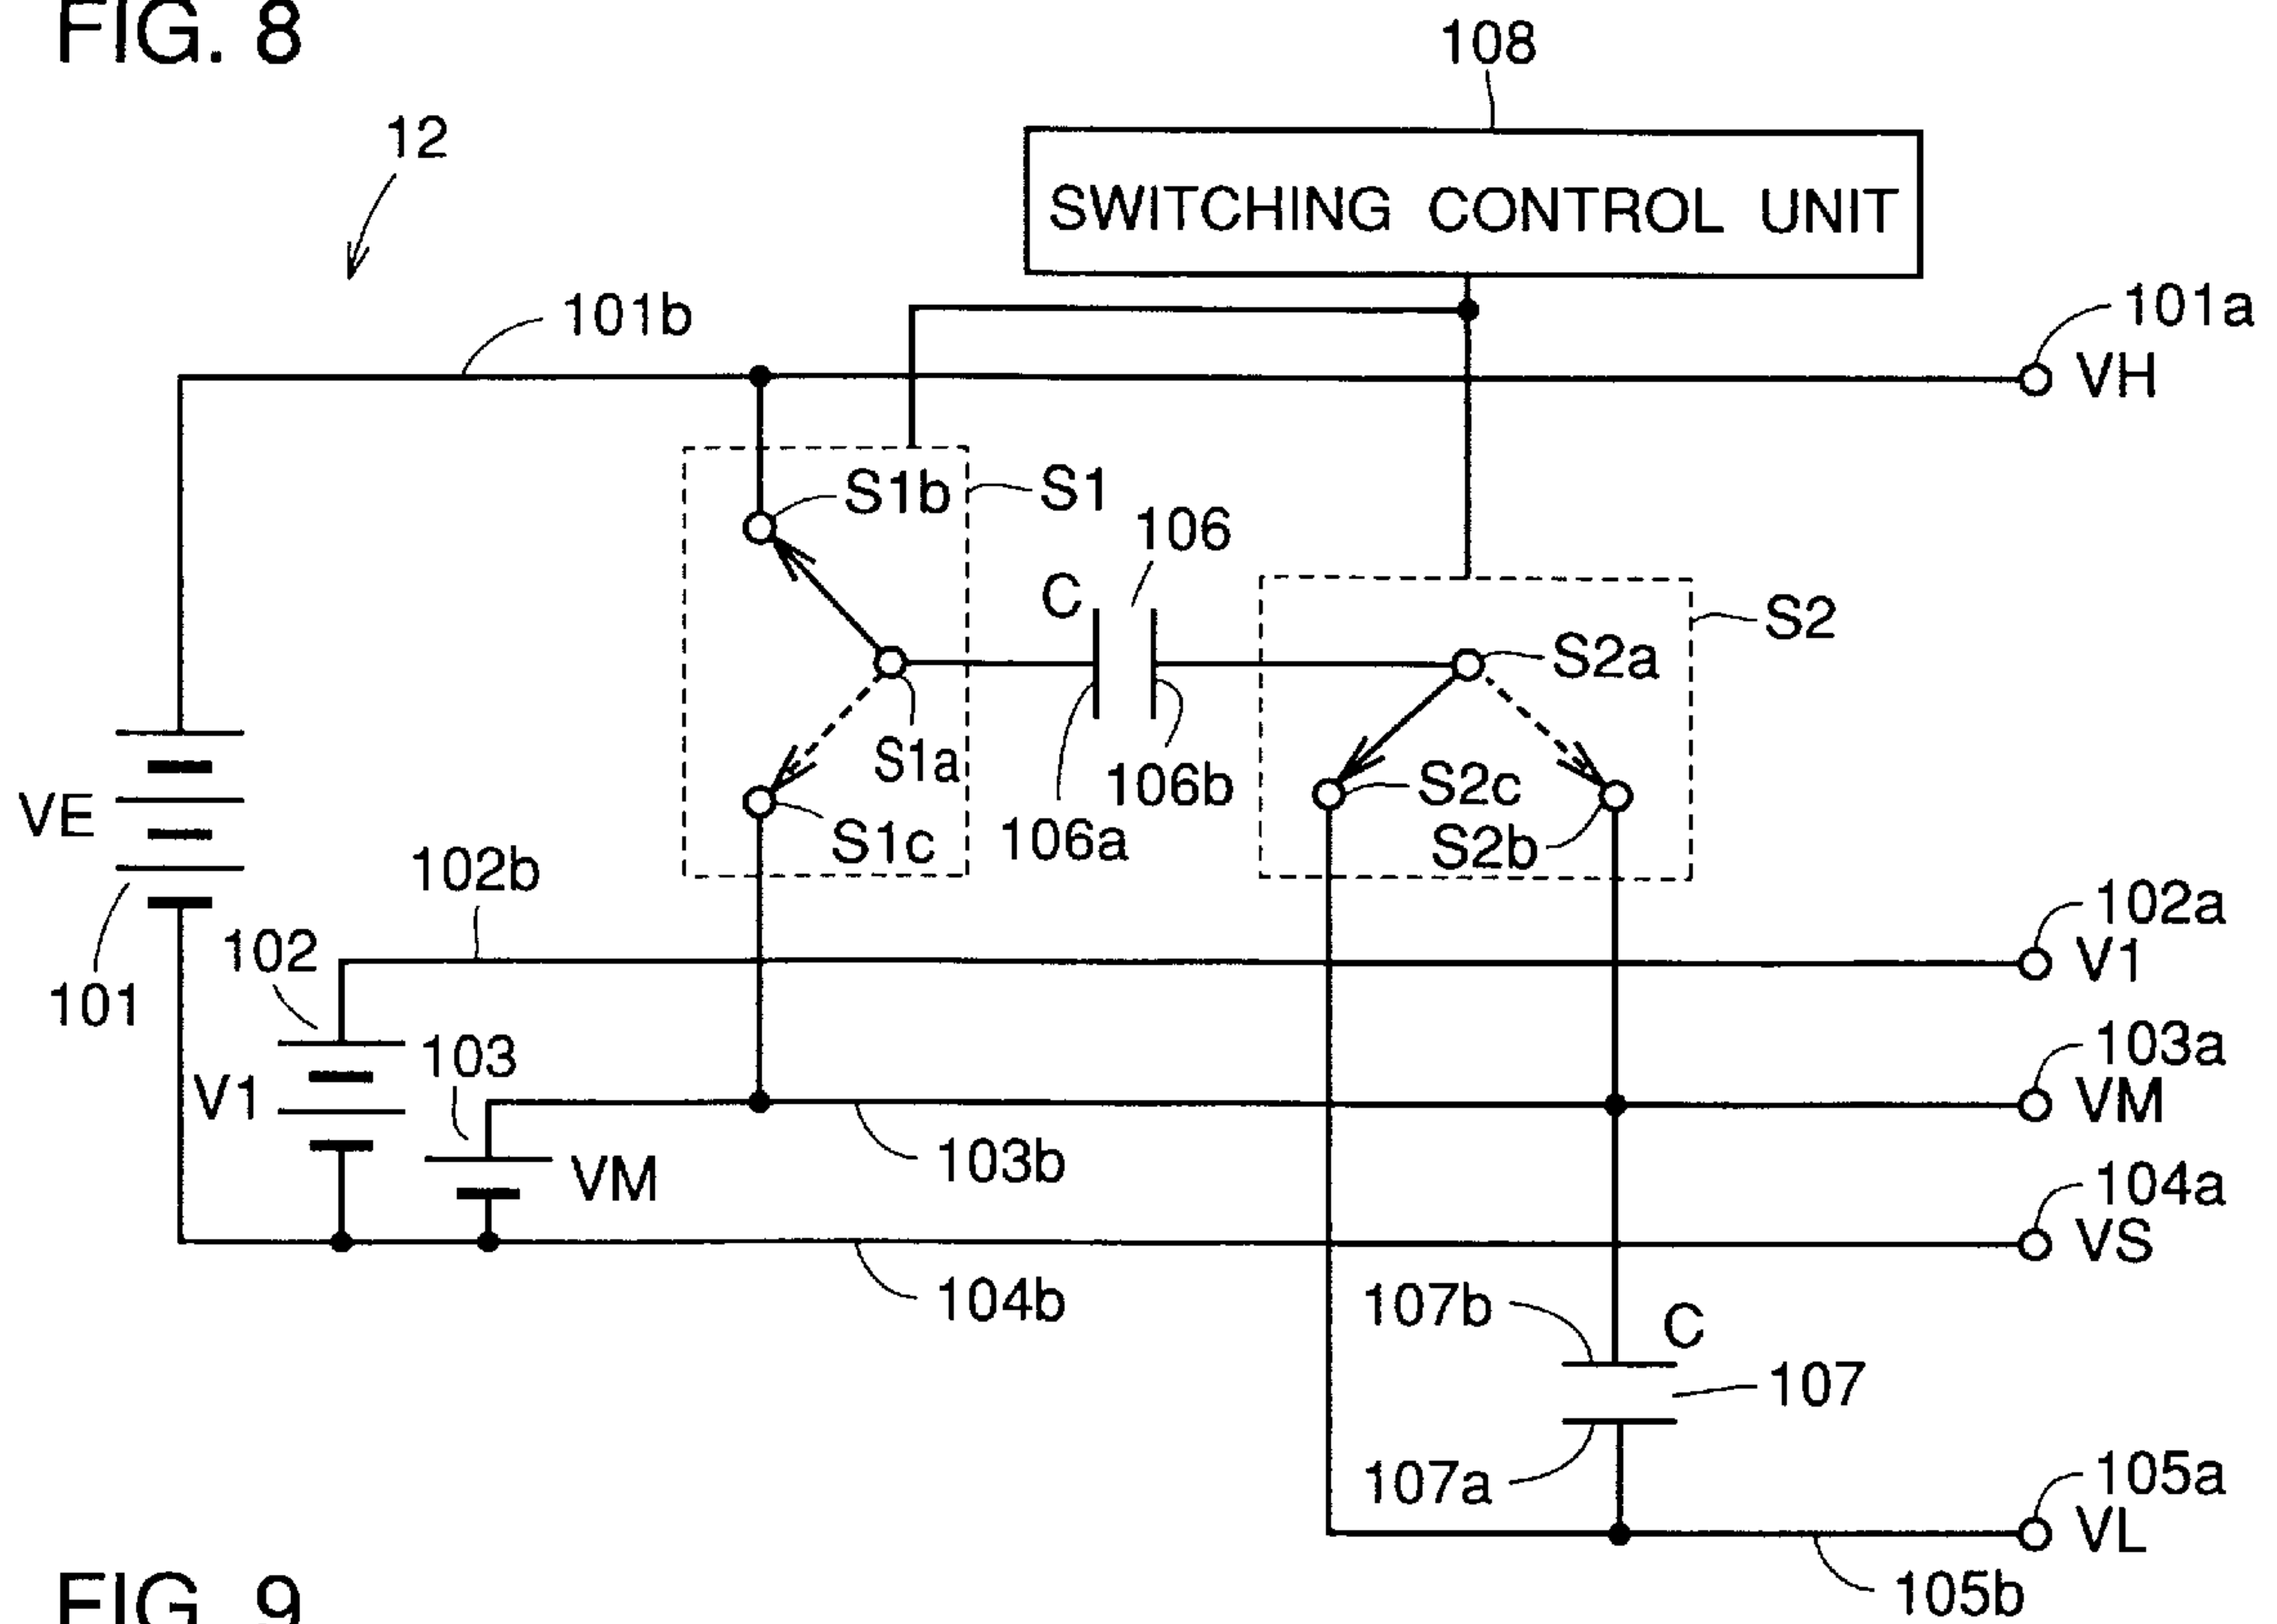 FIG. 8
108
12
SWITCHING CONTROL UNIT
101b
101a
VH
S1b
S1
106
C
S2
S2a
S1a
106b
S2c
VE
S1c
106a
S2b
102b
102
102a
V1
101
103
103a
V1
VM
103b
VM
104a
VS
104b
107b
C
107
107a
105a
VL
105b
FIG. 9